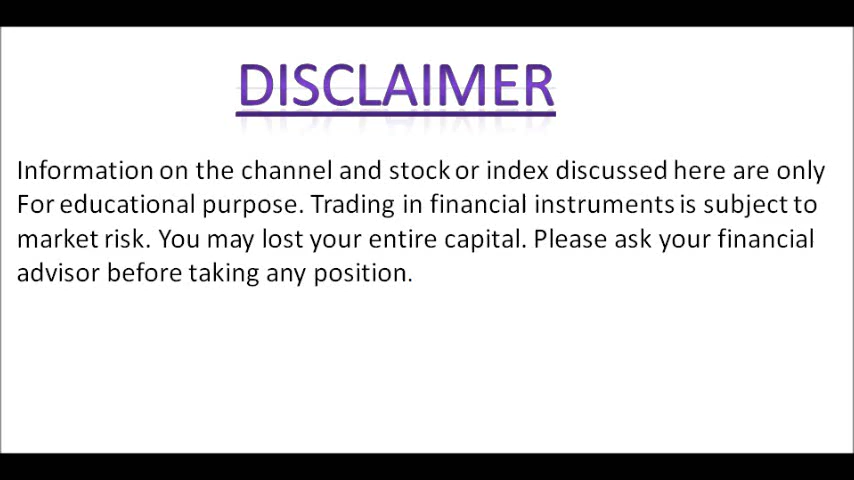 DISCLAIMER
Information on the channel and stock or index discussed here are only
For educational purpose. Trading in financial instruments is subject to
market risk. You may lost your entire capital. Please ask your financial
advisor before taking any position.